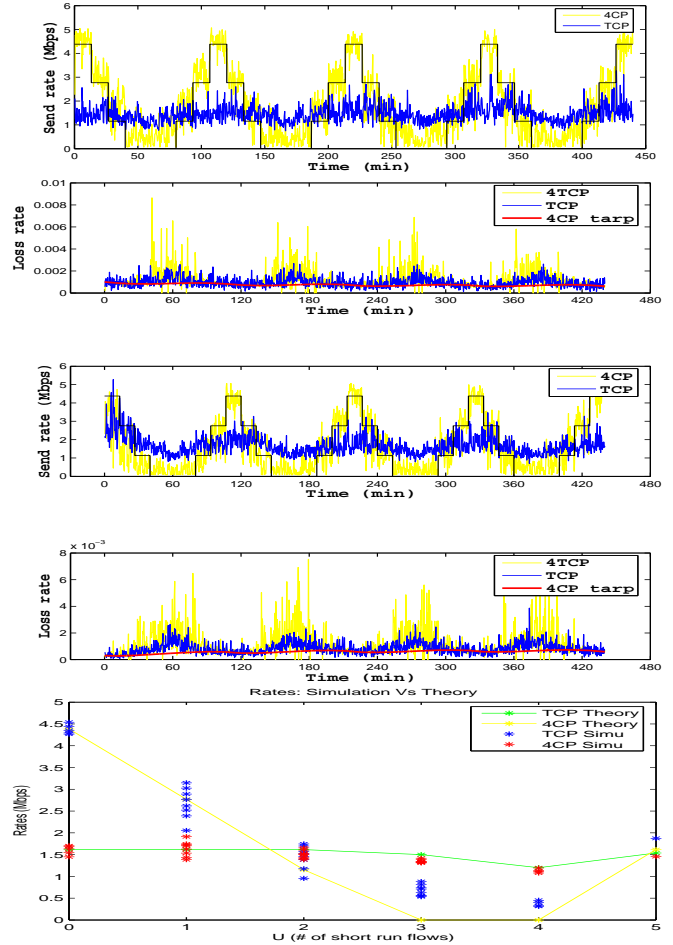 6
5
4
3
2
1
0
Send rate (Mbps)
4CP
TCP
0 50 100 150 200 250 300 350 400 450
Time (min)
0.01
0.008
0.006
0.004
0.002
0
Loss rate
4TCP
TCP
4CP tarp
0 60 120 180 240 300 360 420 480
Time (min)
6
5
4
3
2
1
0
Send rate (Mbps)
4CP
TCP
0 60 120 180 240 300 360 420 480
Time (min)
x 10^-3
8
6
4
2
0
Loss rate
4TCP
TCP
4CP tarp
0 60 120 180 240 300 360 420 480
Time (min)
Rates: Simulation Vs Theory
5
4.5
4
3.5
3
2.5
2
1.5
1
0.5
0
Rates (Mbps)
TCP Theory
4CP Theory
TCP Simu
4CP Simu
0 1 2 3 4 5
U (# of short run flows)